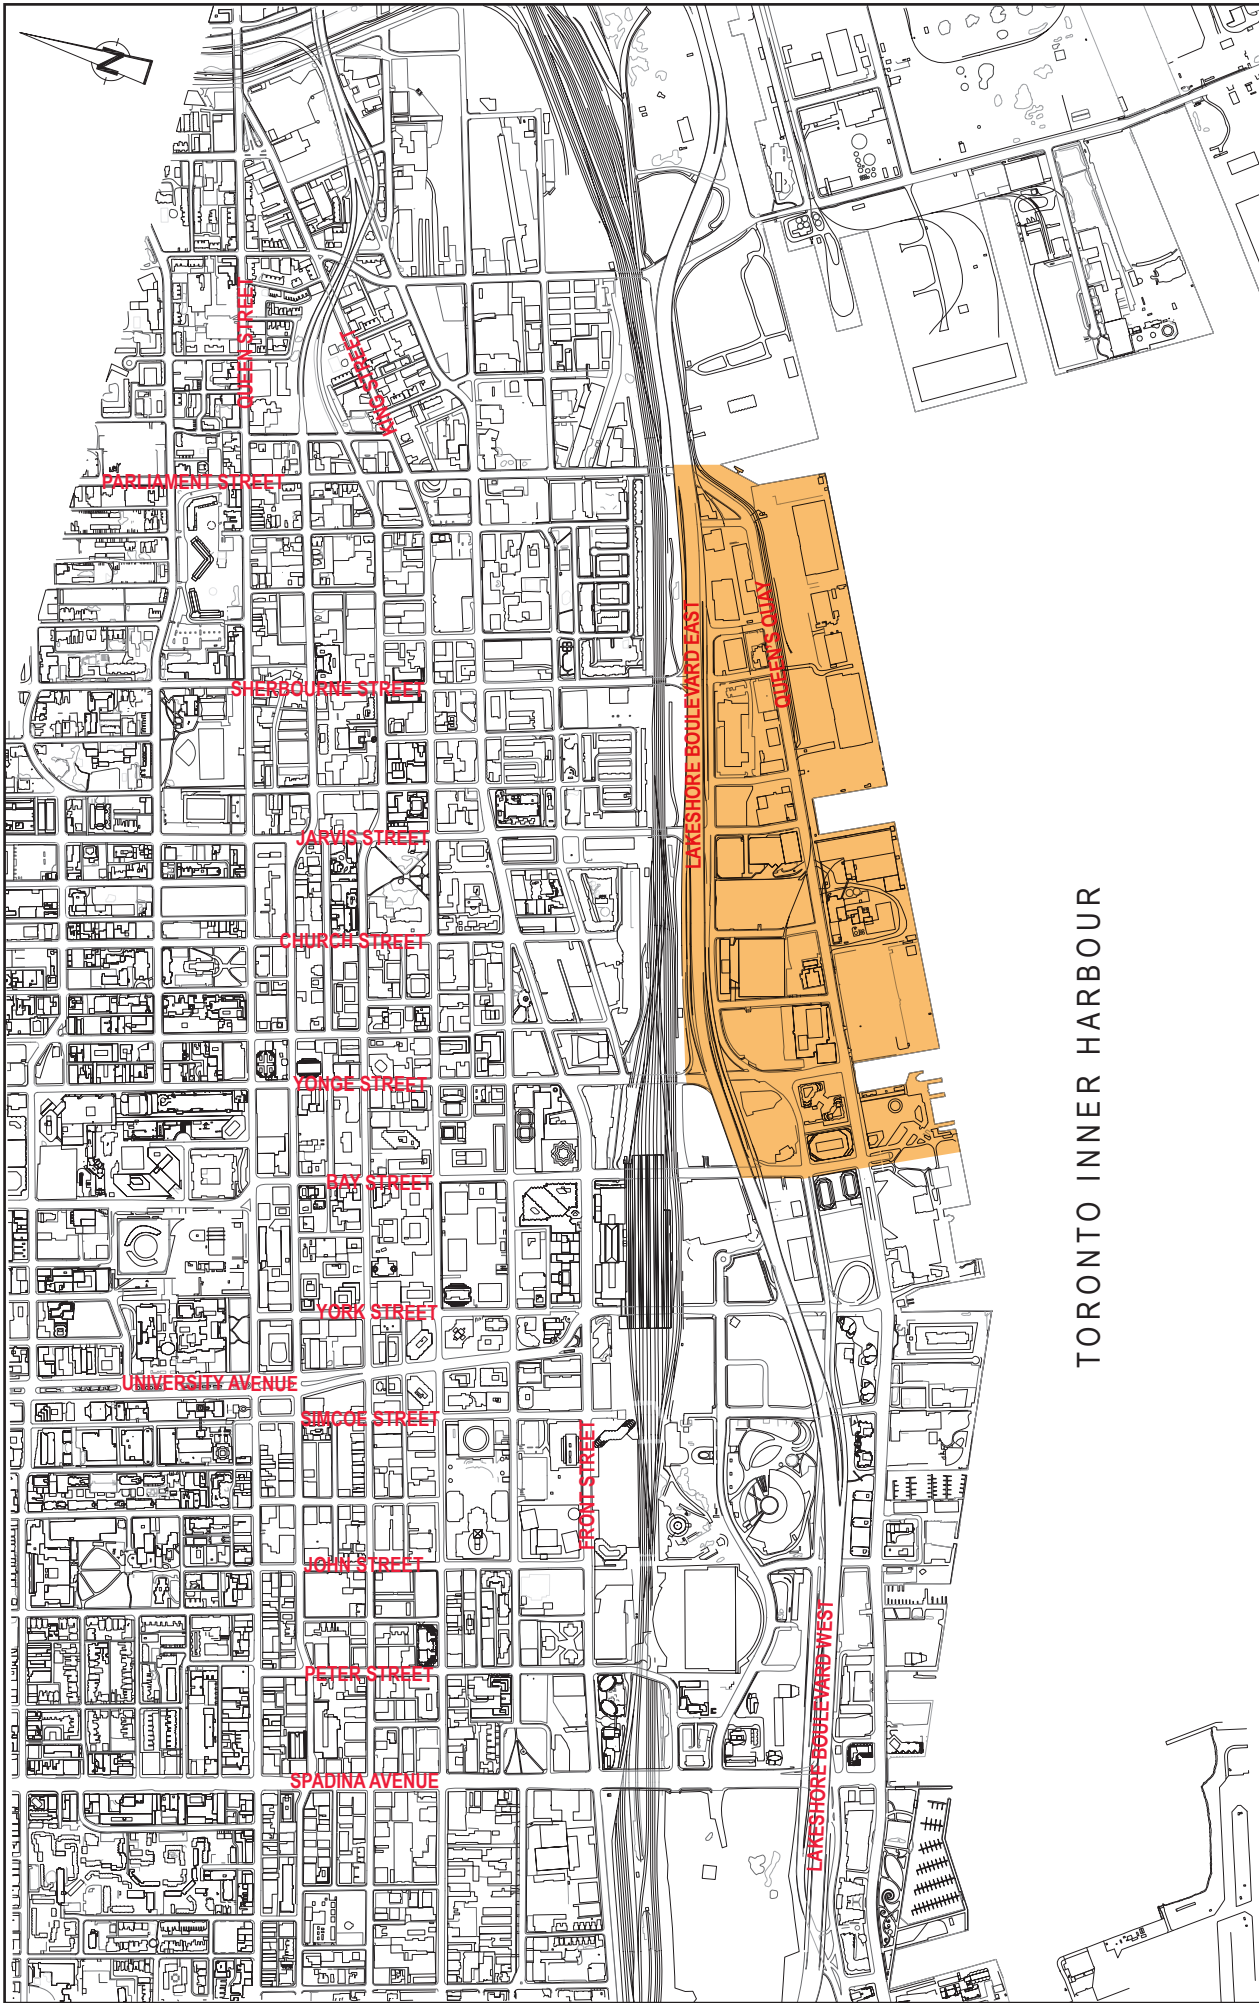 QUEEN STREET
KING STREET
PARLIAMENT STREET
LAKESHORE BOULEVARD EAST
QUEEN'S QUAY
SHERBOURNE STREET
JARVIS STREET
CHURCH STREET
TORONTO INNER HARBOUR
YONGE STREET
BAY STREET
YORK STREET
UNIVERSITY AVENUE
SIMCOE STREET
FRONT STREET
JOHN STREET
LAKESHORE BOULEVARD WEST
PETER STREET
SPADINA AVENUE
N